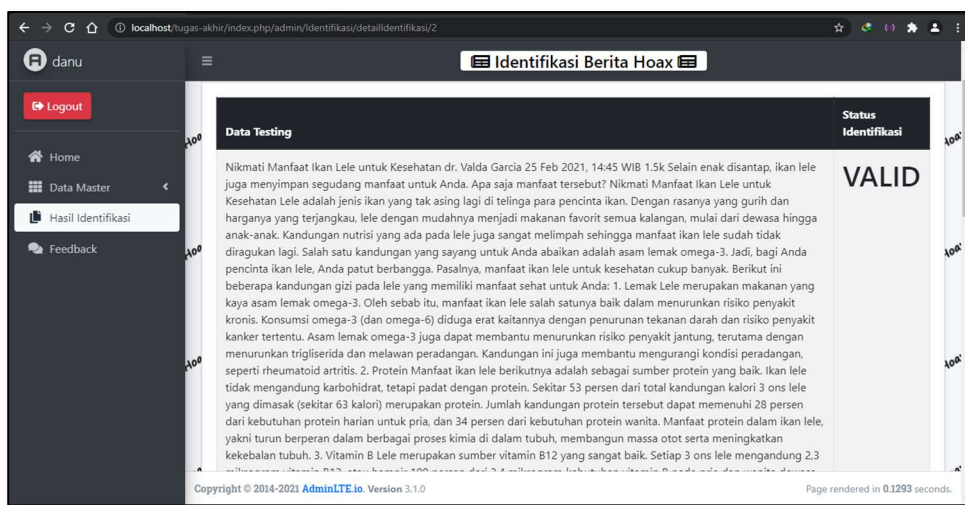 localhost/tugas-akhir/index.php/admin/Identifikasi/detailIdentifikasi/2
danu
Identifikasi Berita Hoax
Logout
Home
Data Master
Hasil Identifikasi
Feedback
Data Testing
Status
Identifikasi
Nikmati Manfaat Ikan Lele untuk Kesehatan dr. Valda Garcia 25 Feb 2021, 14:45 WIB 1.5k Selain enak disantap, ikan lele
juga menyimpan segudang manfaat untuk Anda. Apa saja manfaat tersebut? Nikmati Manfaat Ikan Lele untuk
Kesehatan Lele adalah jenis ikan yang tak asing lagi di telinga para pencinta ikan. Dengan rasanya yang gurih dan
harganya yang terjangkau, lele dengan mudahnya menjadi makanan favorit semua kalangan, mulai dari dewasa hingga
anak-anak. Kandungan nutrisi yang ada pada lele juga sangat melimpah sehingga manfaat ikan lele sudah tidak
diragukan lagi. Salah satu kandungan yang sayang untuk Anda abaikan adalah asam lemak omega-3. Jadi, bagi Anda
pencinta ikan lele, Anda patut berbangga. Pasalnya, manfaat ikan lele untuk kesehatan cukup banyak. Berikut ini
beberapa kandungan gizi pada lele yang memiliki manfaat sehat untuk Anda: 1. Lemak Lele merupakan makanan yang
kaya asam lemak omega-3. Oleh sebab itu, manfaat ikan lele salah satunya baik dalam menurunkan risiko penyakit
kronis. Konsumsi omega-3 (dan omega-6) diduga erat kaitannya dengan penurunan tekanan darah dan risiko penyakit
kanker tertentu. Asam lemak omega-3 juga dapat membantu menurunkan risiko penyakit jantung, terutama dengan
menurunkan trigliserida dan melawan peradangan. Kandungan ini juga membantu mengurangi kondisi peradangan,
seperti rheumatoid artritis. 2. Protein Manfaat ikan lele berikutnya adalah sebagai sumber protein yang baik. Ikan lele
tidak mengandung karbohidrat, tetapi padat dengan protein. Sekitar 53 persen dari total kandungan kalori 3 ons lele
yang dimasak (sekitar 63 kalori) merupakan protein. Jumlah kandungan protein tersebut dapat memenuhi 28 persen
dari kebutuhan protein harian untuk pria, dan 34 persen dari kebutuhan protein wanita. Manfaat protein dalam ikan lele,
yakni turun berperan dalam berbagai proses kimia di dalam tubuh, membangun massa otot serta meningkatkan
kekebalan tubuh. 3. Vitamin B Lele merupakan sumber vitamin B12 yang sangat baik. Setiap 3 ons lele mengandung 2,3
VALID
Copyright © 2014-2021 AdminLTE.io. Version 3.1.0
Page rendered in 0.1293 seconds.